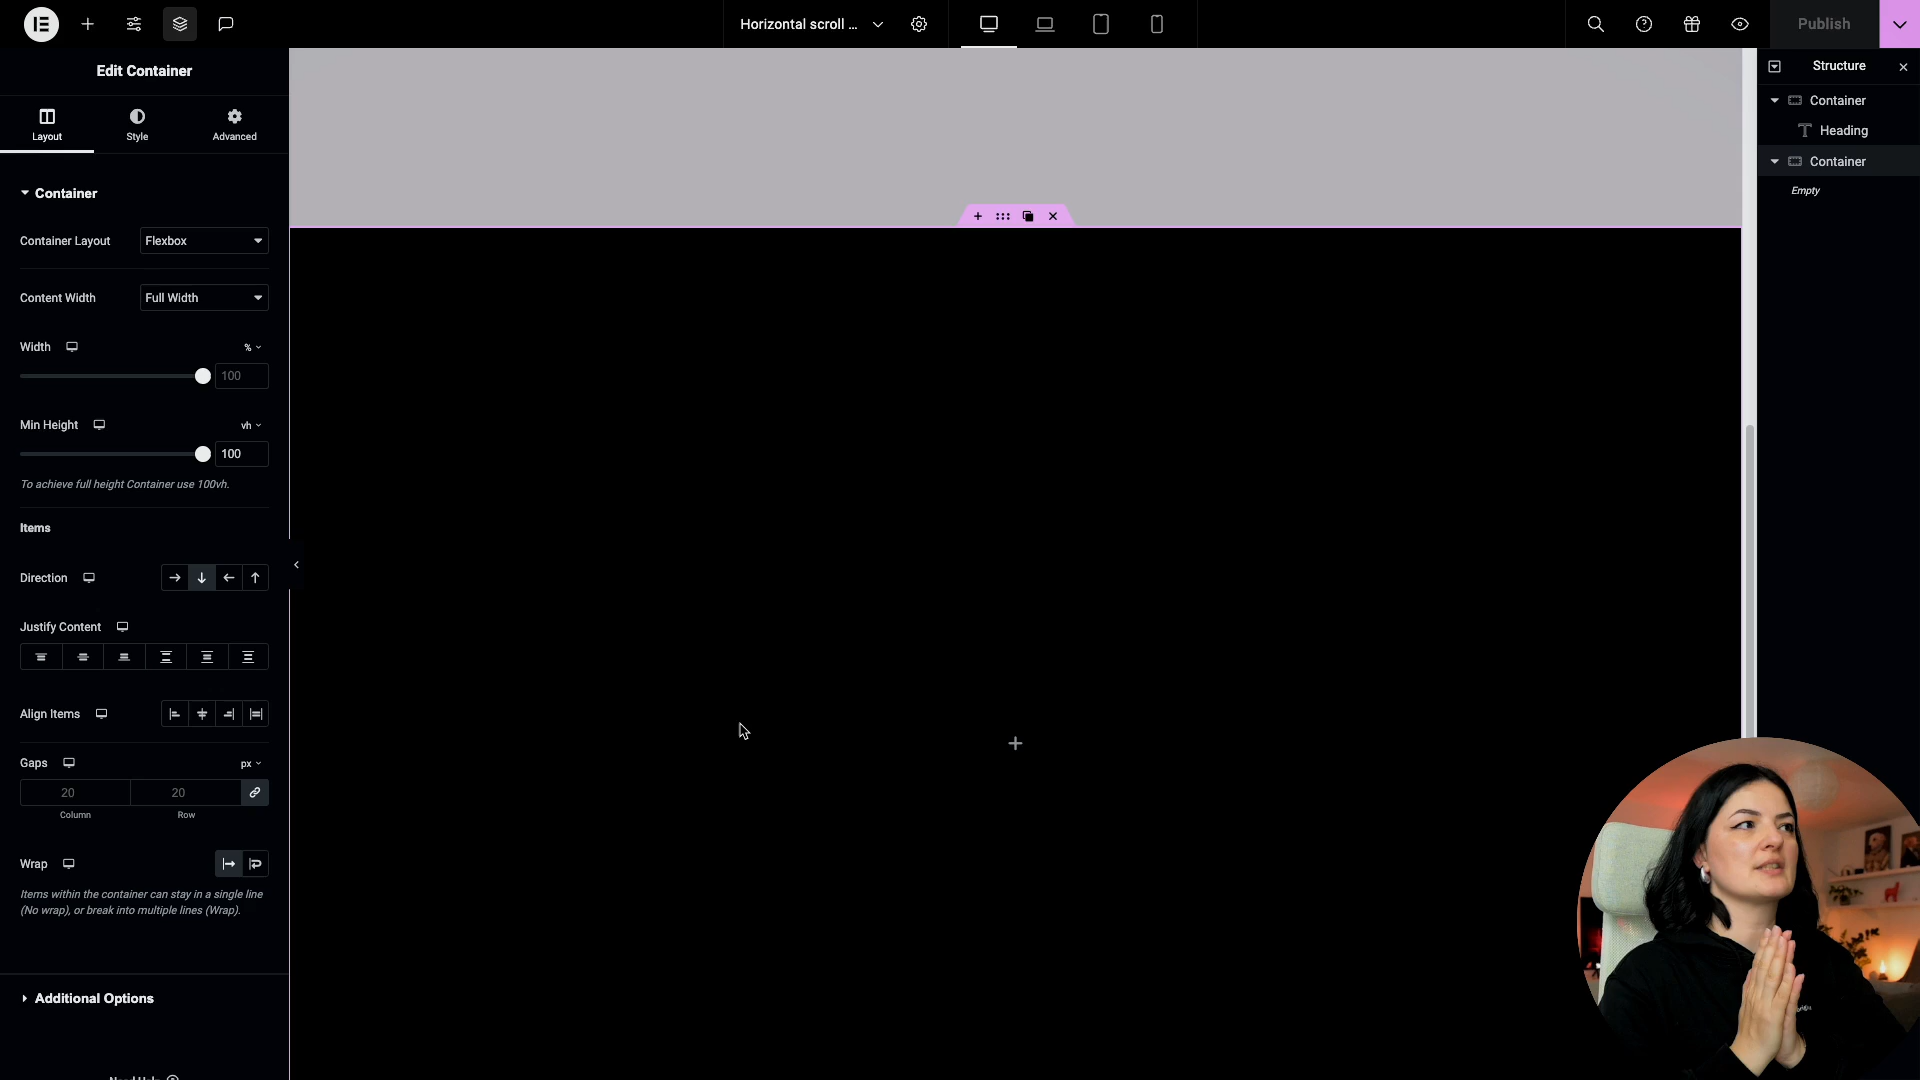 Horizontal scroll ...
Publish
Edit Container
Layout
Style
Advanced
Container
Container Layout
Flexbox
Content Width
Full Width
Width
%
100
Min Height
vh
100
To achieve full height Container use 100vh.
Items
Direction
Justify Content
Align Items
Gaps
px
20
20
Column
Row
Wrap
Items within the container can stay in a single line
(No wrap), or break into multiple lines (Wrap).
Additional Options
Need Help
Structure
Container
Heading
Container
Empty